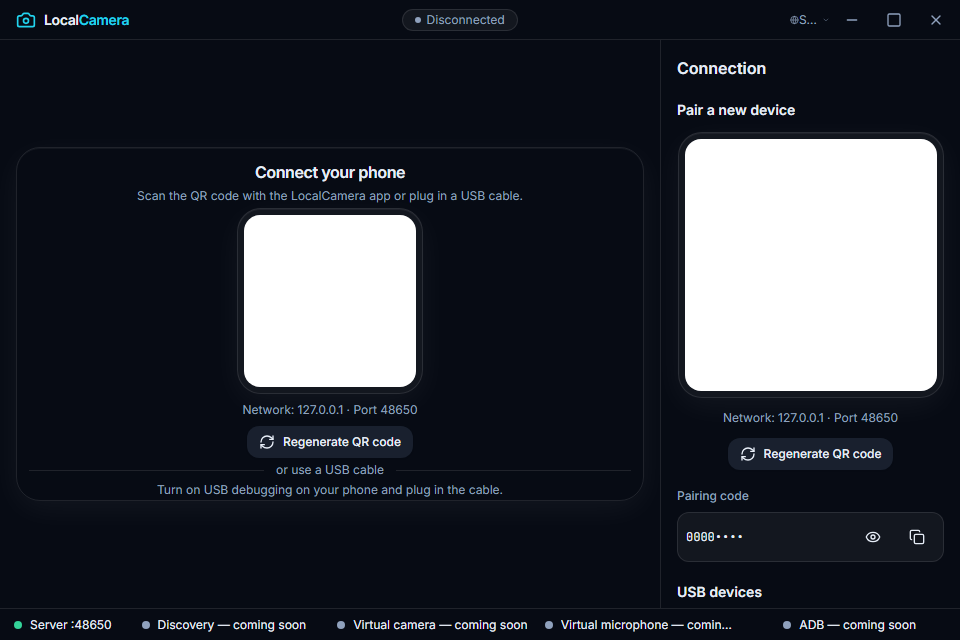 LocalCamera
Disconnected
S...
Connect your phone
Scan the QR code with the LocalCamera app or plug in a USB cable.
Network: 127.0.0.1 · Port 48650
Regenerate QR code
or use a USB cable
Turn on USB debugging on your phone and plug in the cable.
Connection
Pair a new device
Network: 127.0.0.1 · Port 48650
Regenerate QR code
Pairing code
0000••••
USB devices
Server :48650
Discovery — coming soon
Virtual camera — coming soon
Virtual microphone — comin...
ADB — coming soon